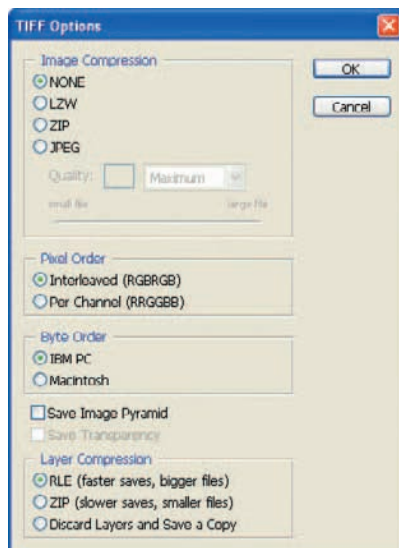 TIFF Options
Image Compression
NONE
LZW
ZIP
JPEG
Quality:
Maximum
small file
large file
OK
Cancel
Pixel Order
Interleaved (RGBRGB)
Per Channel (RRGGBB)
Byte Order
IBM PC
Macintosh
Save Image Pyramid
Save Transparency
Layer Compression
RLE (faster saves, bigger files)
ZIP (slower saves, smaller files)
Discard Layers and Save a Copy